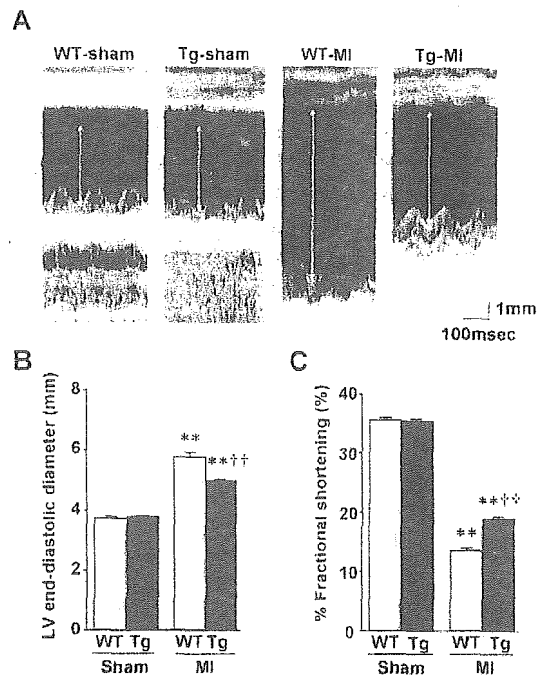 A
WT-sham Tg-sham WT-MI Tg-MI
1mm
100msec
B
LV end-diastolic diameter (mm)
8
6
4
2
0
**
**††
WT Tg WT Tg
Sham MI
C
% Fractional shortening (%)
40
30
20
10
0
**
**††
WT Tg WT Tg
Sham MI